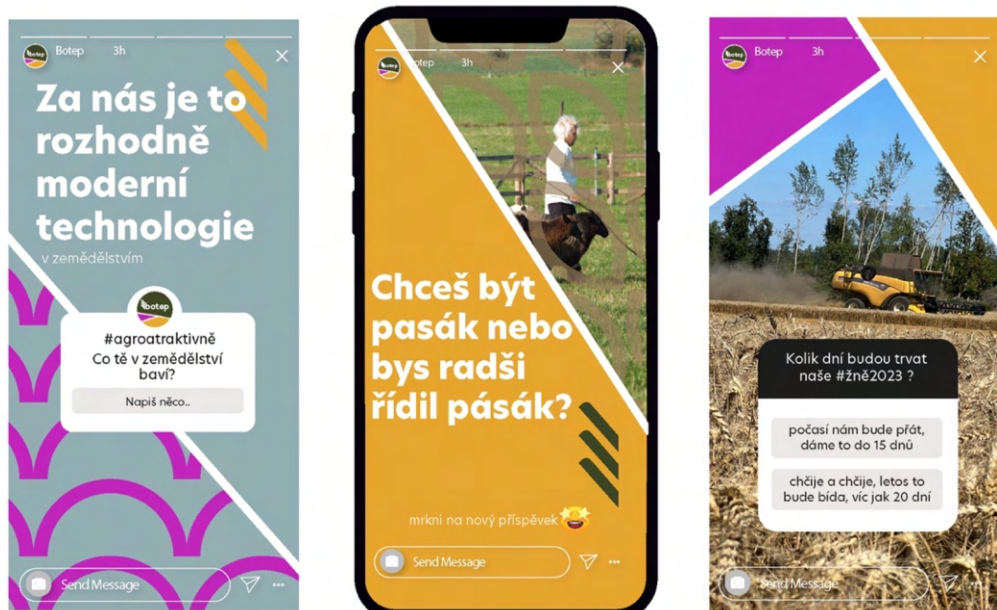 Botep 3h
Za nás je to
rozhodně
moderní
technologie
v zemědělstvím
botep
#agroatraktivně
Co tě v zemědělství
baví?
Napiš něco..
Send Message
botep
Botep 3h
Chceš být
pasák nebo
bys radši
řídil pásák?
mrkni na nový příspěvek
Send Message
Botep 3h
Kolik dní budou trvat
naše #žně2023 ?
počasí nám bude přát,
dáme to do 15 dnů
chčije a chčije, letos to
bude bída, víc jak 20 dní
Send Message